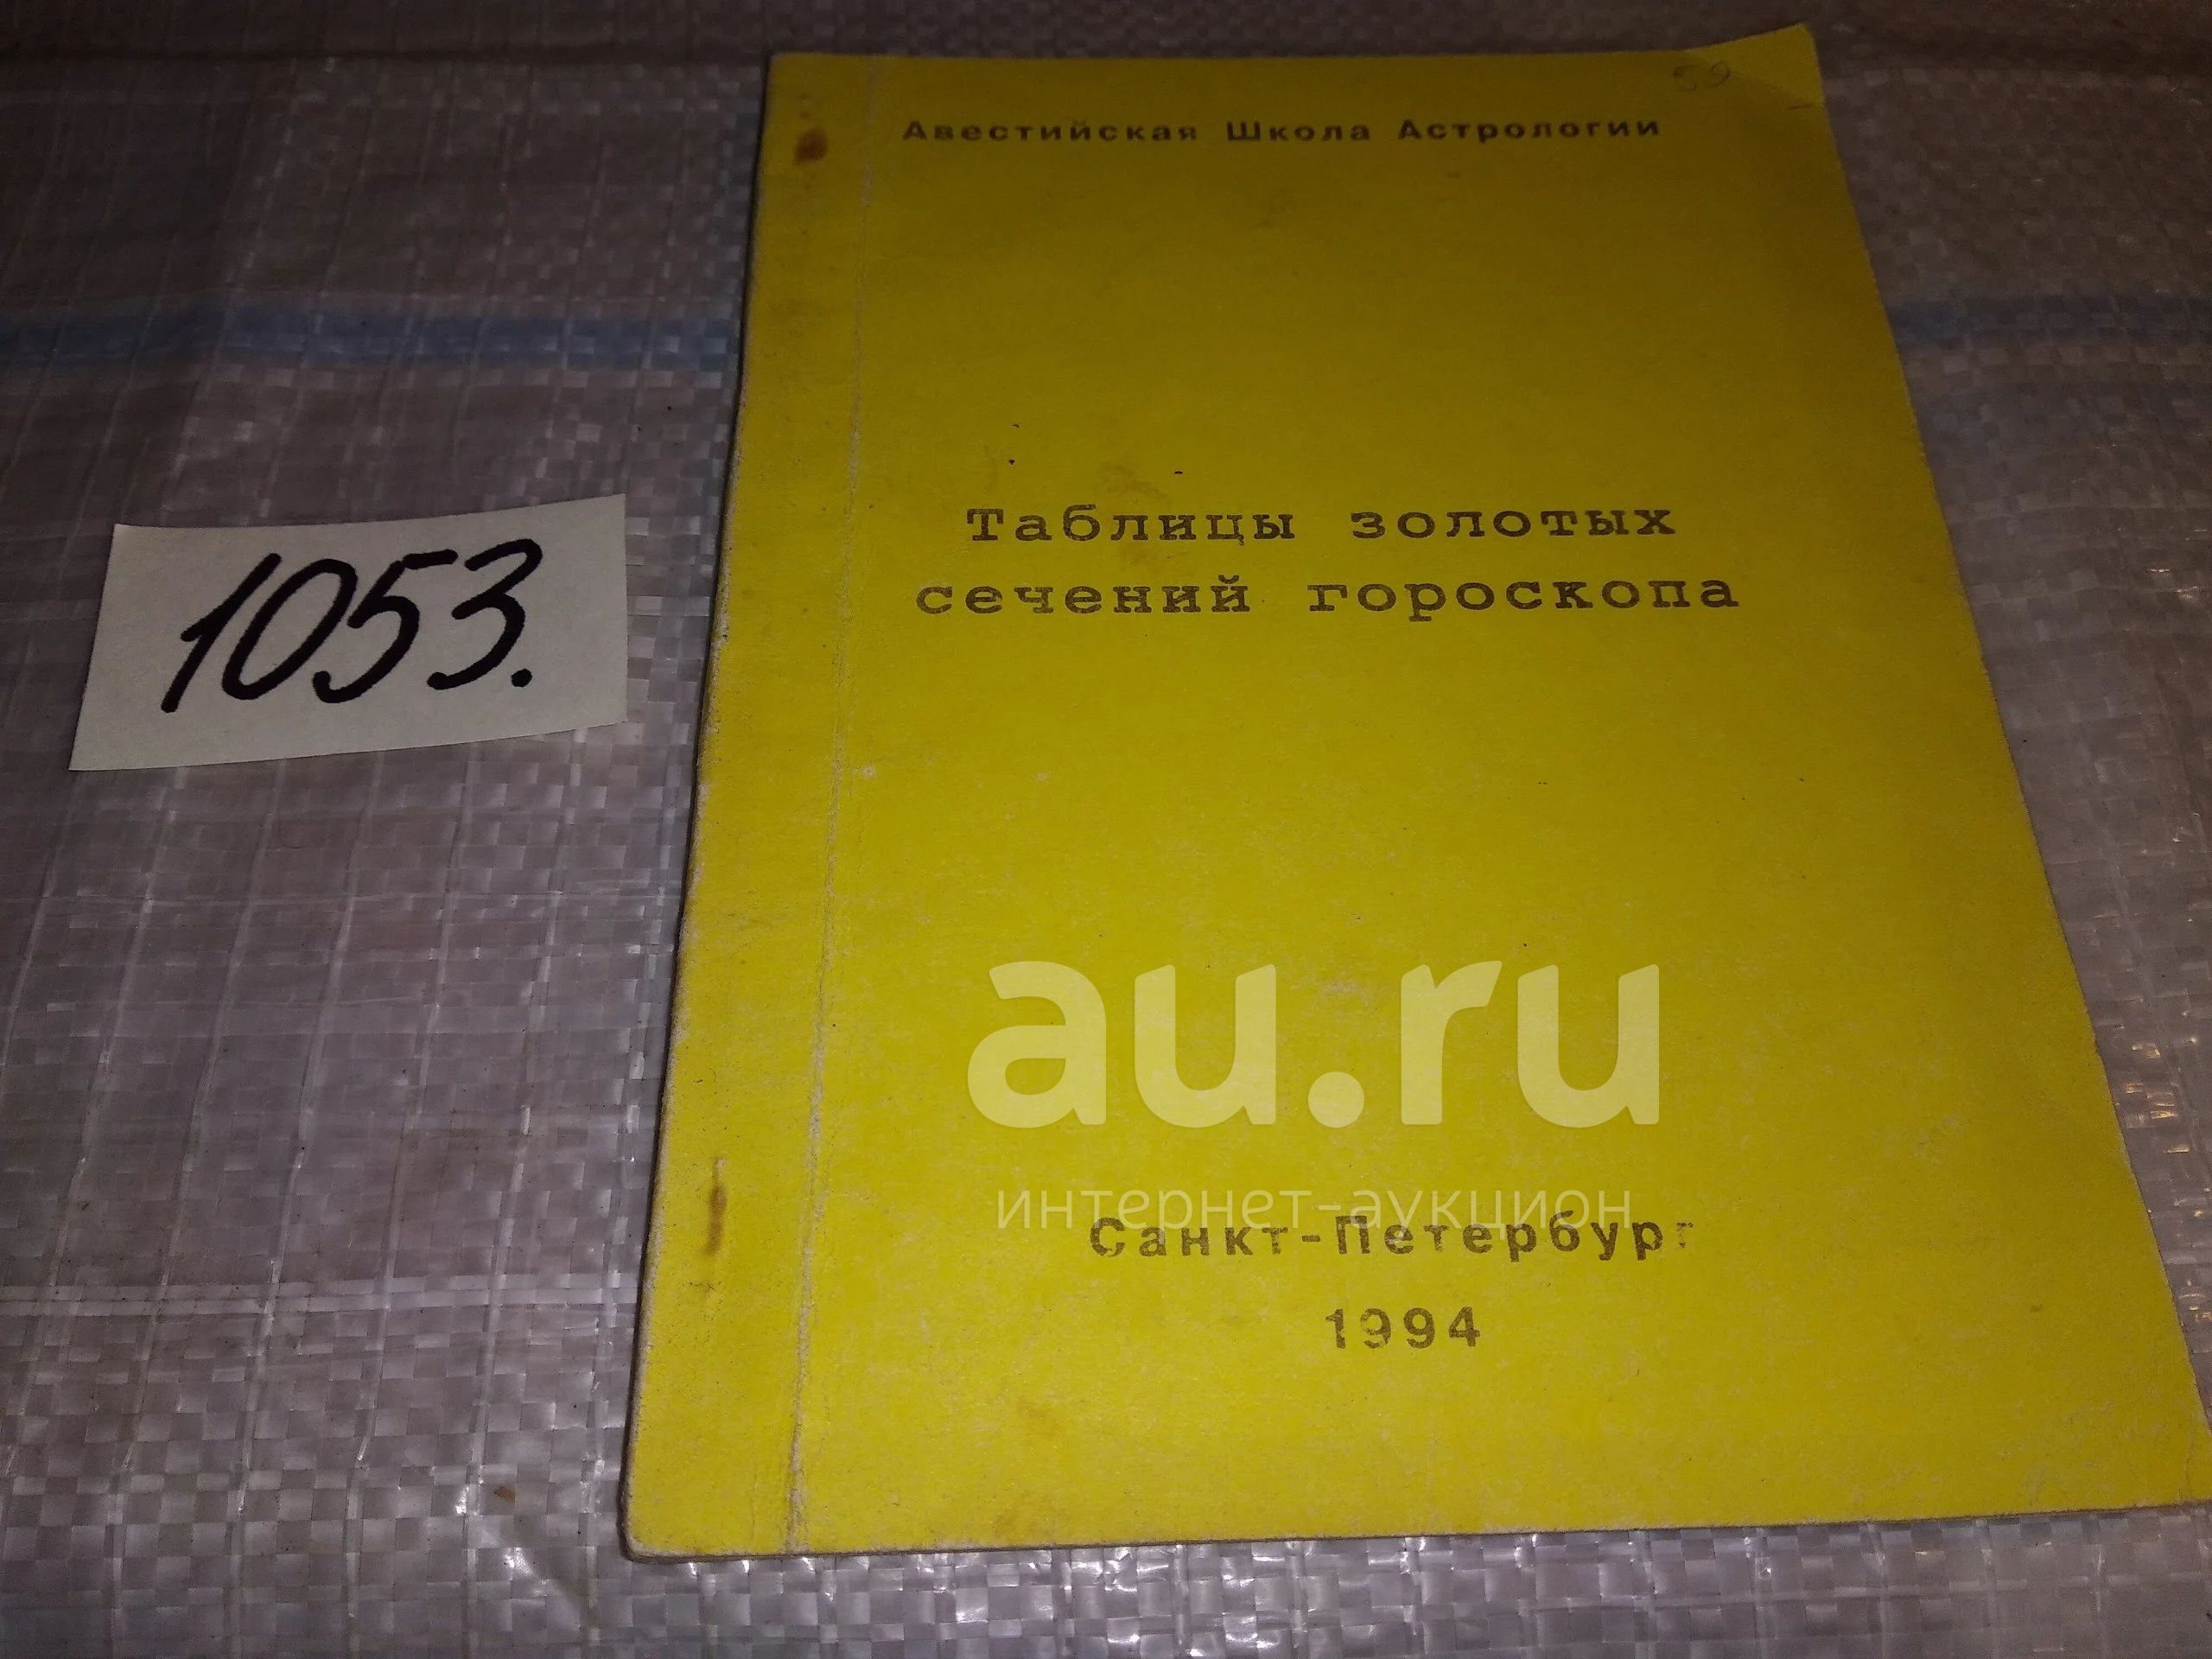 59
Авестийская Школа Астрологии
Таблицы золотых
сечений гороскопа
1053.
au.ru
интернет-аукцион
Санкт-Петербург
1994